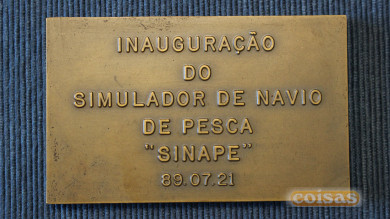 INAUGURAÇÃO
DO
SIMULADOR DE NAVIO
DE PESCA
"SINAPE"
89.07.21
coisas